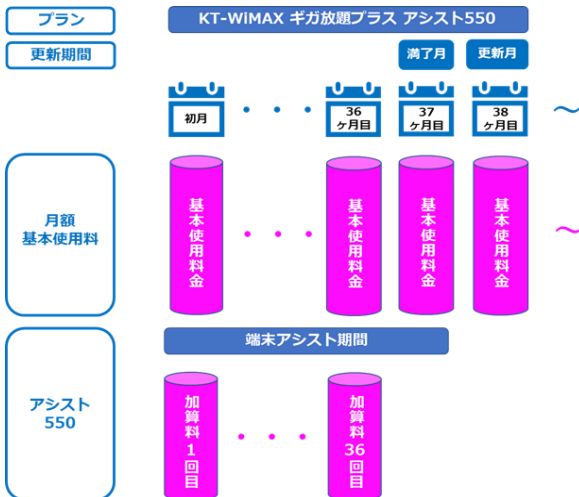 プラン
KT-WiMAX ギガ放題プラス アシスト550
更新期間
満了月
更新月
初月
36
ヶ月目
37
ヶ月目
38
ヶ月目
月額
基本使用料
基本使用料金
基本使用料金
基本使用料金
基本使用料金
端末アシスト期間
アシスト
550
加算料1回目
加算料36回目